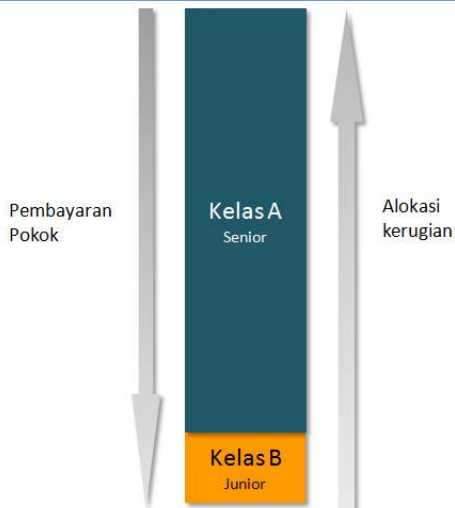 Pembayaran
Pokok
Kelas A
Senior
Alokasi
kerugian
Kelas B
Junior